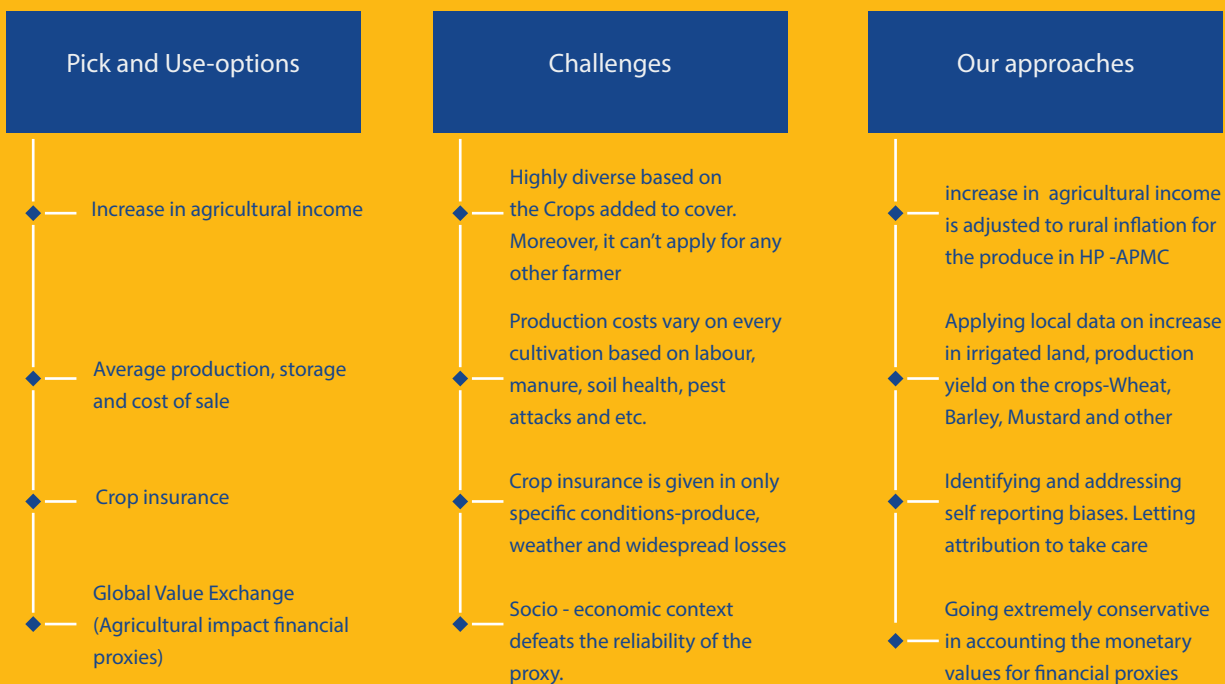 Pick and Use-options
Increase in agricultural income
Average production, storage
and cost of sale
Crop insurance
Global Value Exchange
(Agricultural impact financial
proxies)
Challenges
Highly diverse based on
the Crops added to cover.
Moreover, it can’t apply for any
other farmer
Production costs vary on every
cultivation based on labour,
manure, soil health, pest
attacks and etc.
Crop insurance is given in only
specific conditions-produce,
weather and widespread losses
Socio - economic context
defeats the reliability of the
proxy.
Our approaches
increase in  agricultural income
is adjusted to rural inflation for
the produce in HP -APMC
Applying local data on increase
in irrigated land, production
yield on the crops-Wheat,
Barley, Mustard and other
Identifying and addressing
self reporting biases. Letting
attribution to take care
Going extremely conservative
in accounting the monetary
values for financial proxies